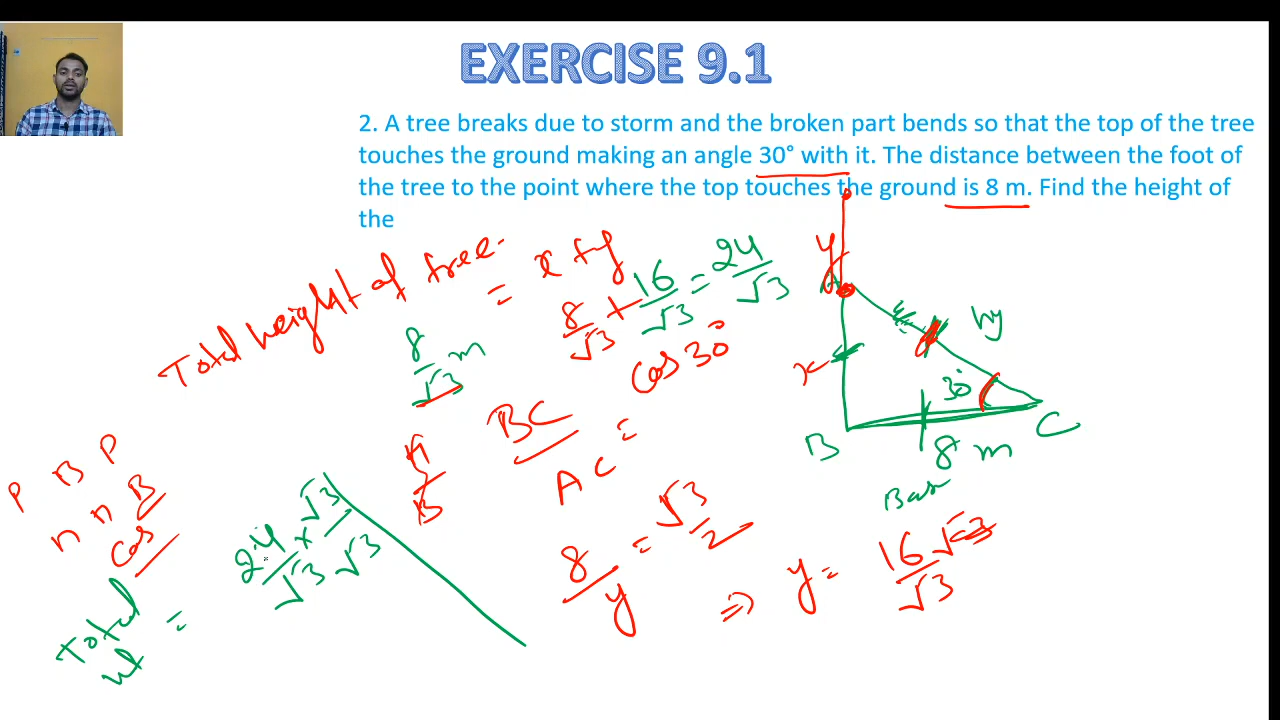 EXERCISE 9.1
2. A tree breaks due to storm and the broken part bends so that the top of the tree
touches the ground making an angle 30° with it. The distance between the foot of
the tree to the point where the top touches the ground is 8 m. Find the height of
the
Total height of tree = x + y
8/√3 + 16/√3 = 24/√3
8/√3 m
cos 30°
BC/AC =
8/y = √3/2
⇒ y = 16/√3
P B P
n n B
cos
Total
ht = 24/√3 × √3/√3
y
A
x
B
C
hy
30°
8 m
Base